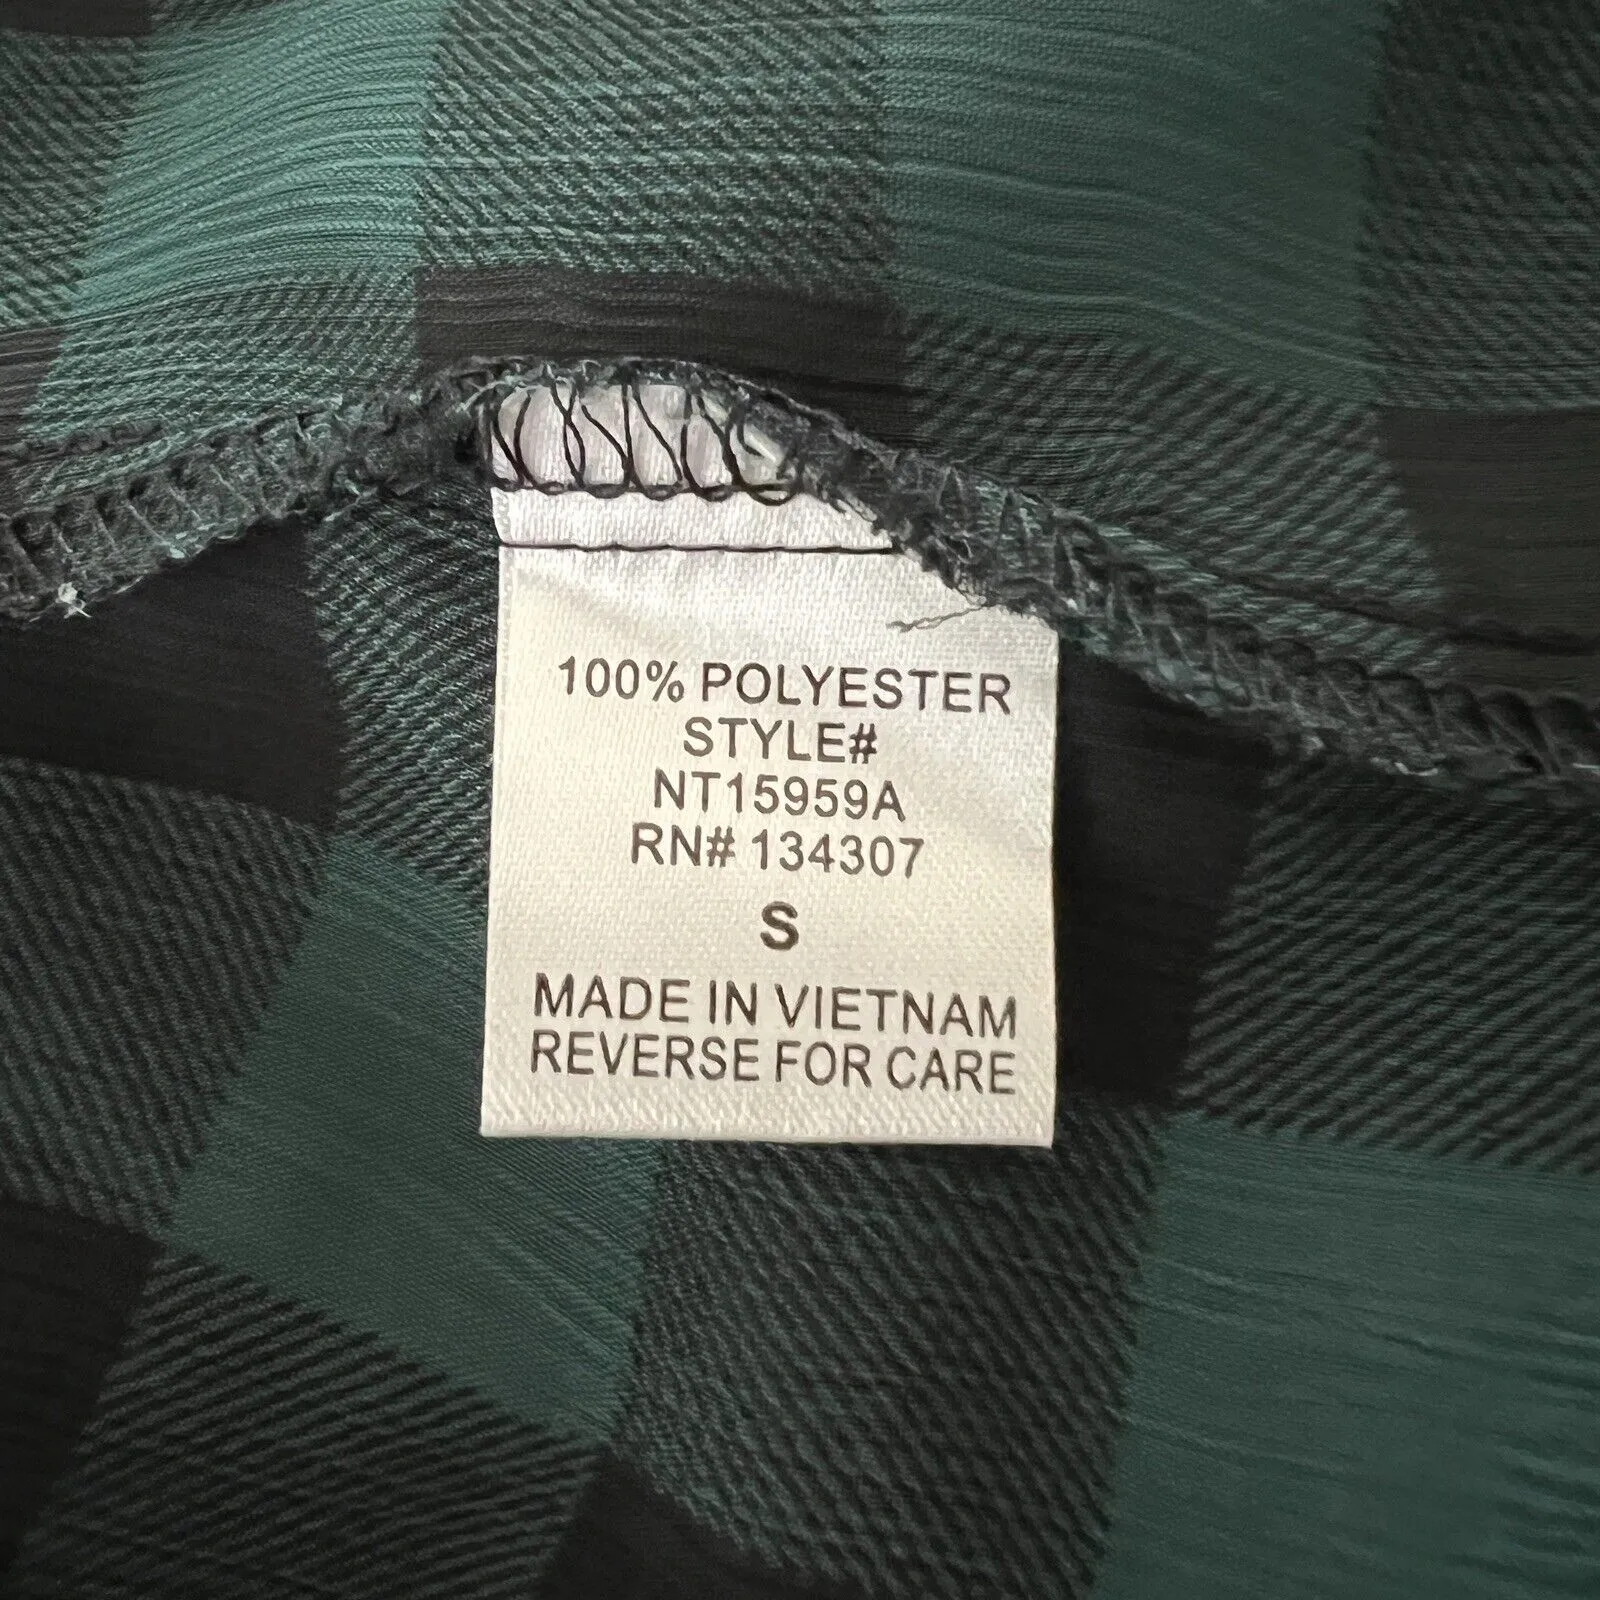 100% POLYESTER
STYLE#
NT15959A
RN# 134307
S
MADE IN VIETNAM
REVERSE FOR CARE